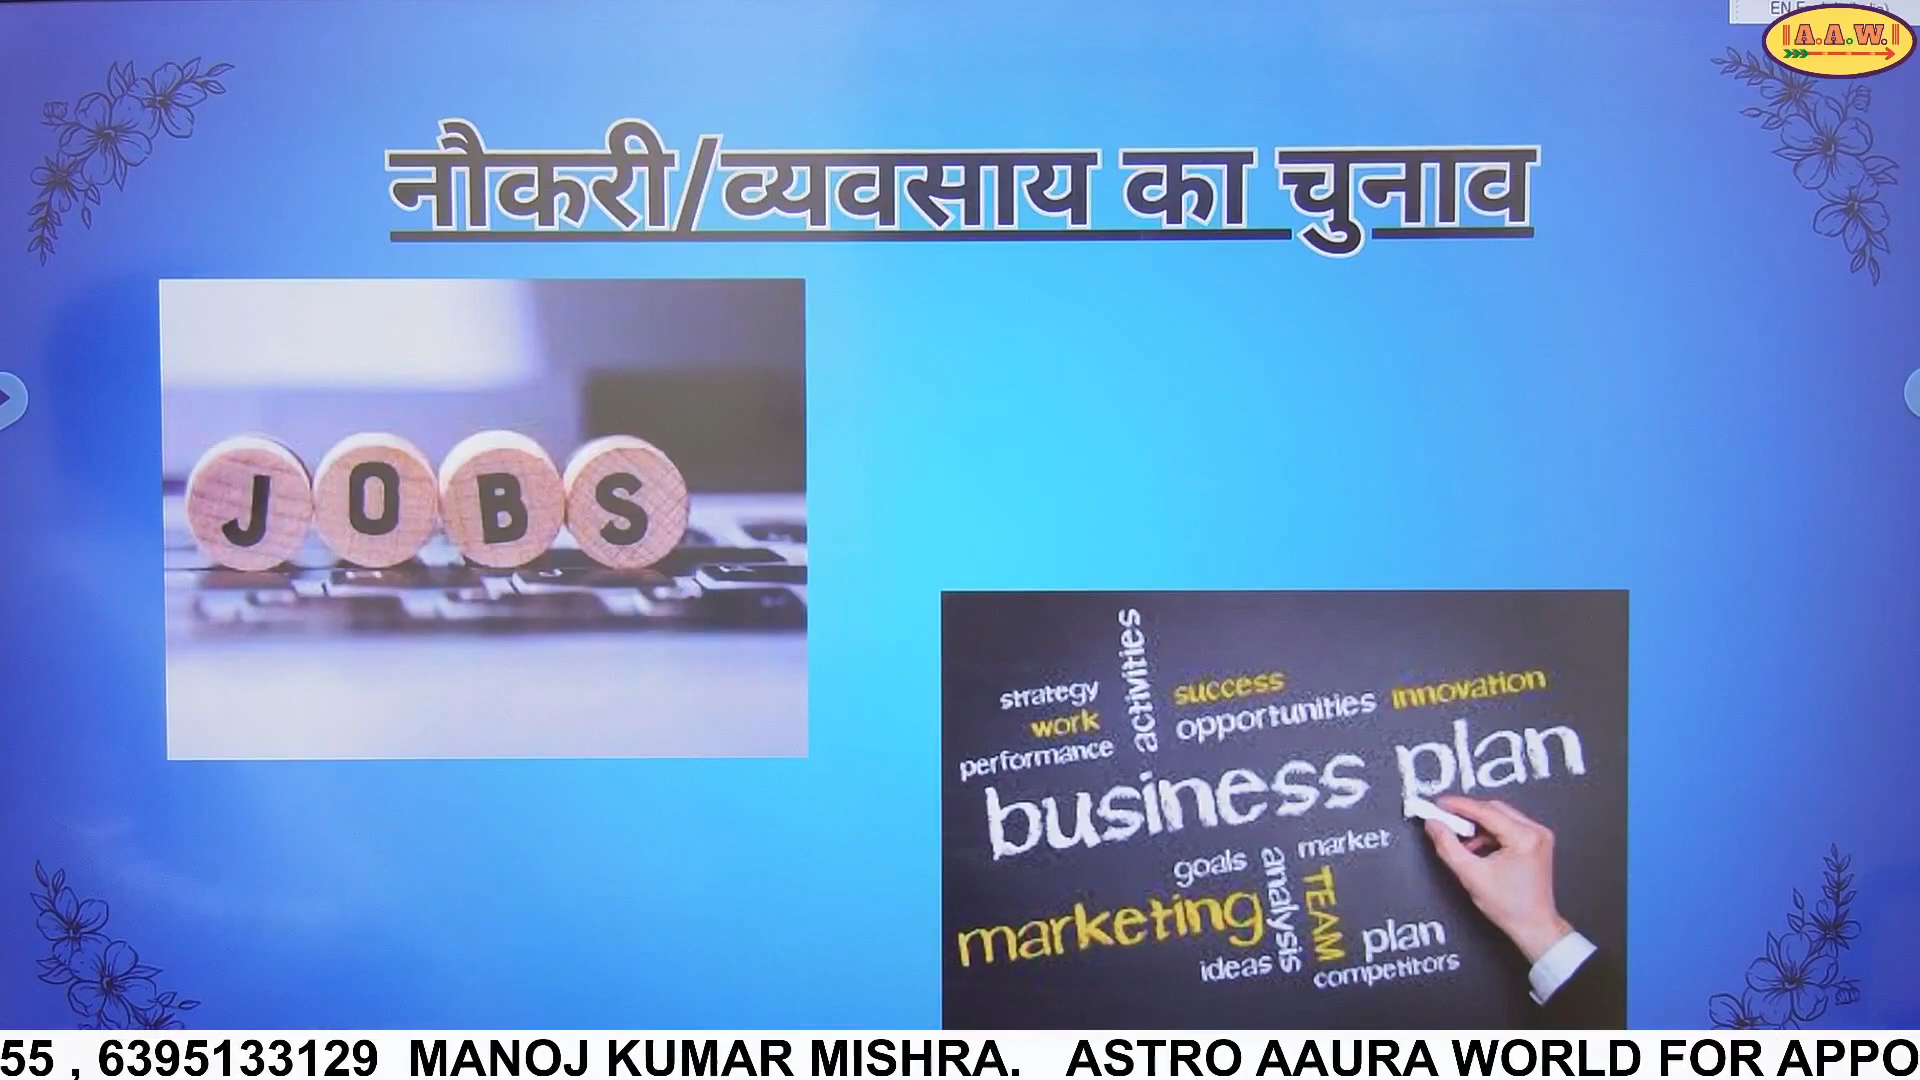 A.A.W.
नौकरी/व्यवसाय का चुनाव
JOBS
activities
strategy
success
innovation
work
opportunities
performance
business plan
market
goals
analysis
TEAM
marketing
plan
ideas
competitors
55 , 6395133129 MANOJ KUMAR MISHRA. ASTRO AAURA WORLD FOR APPO